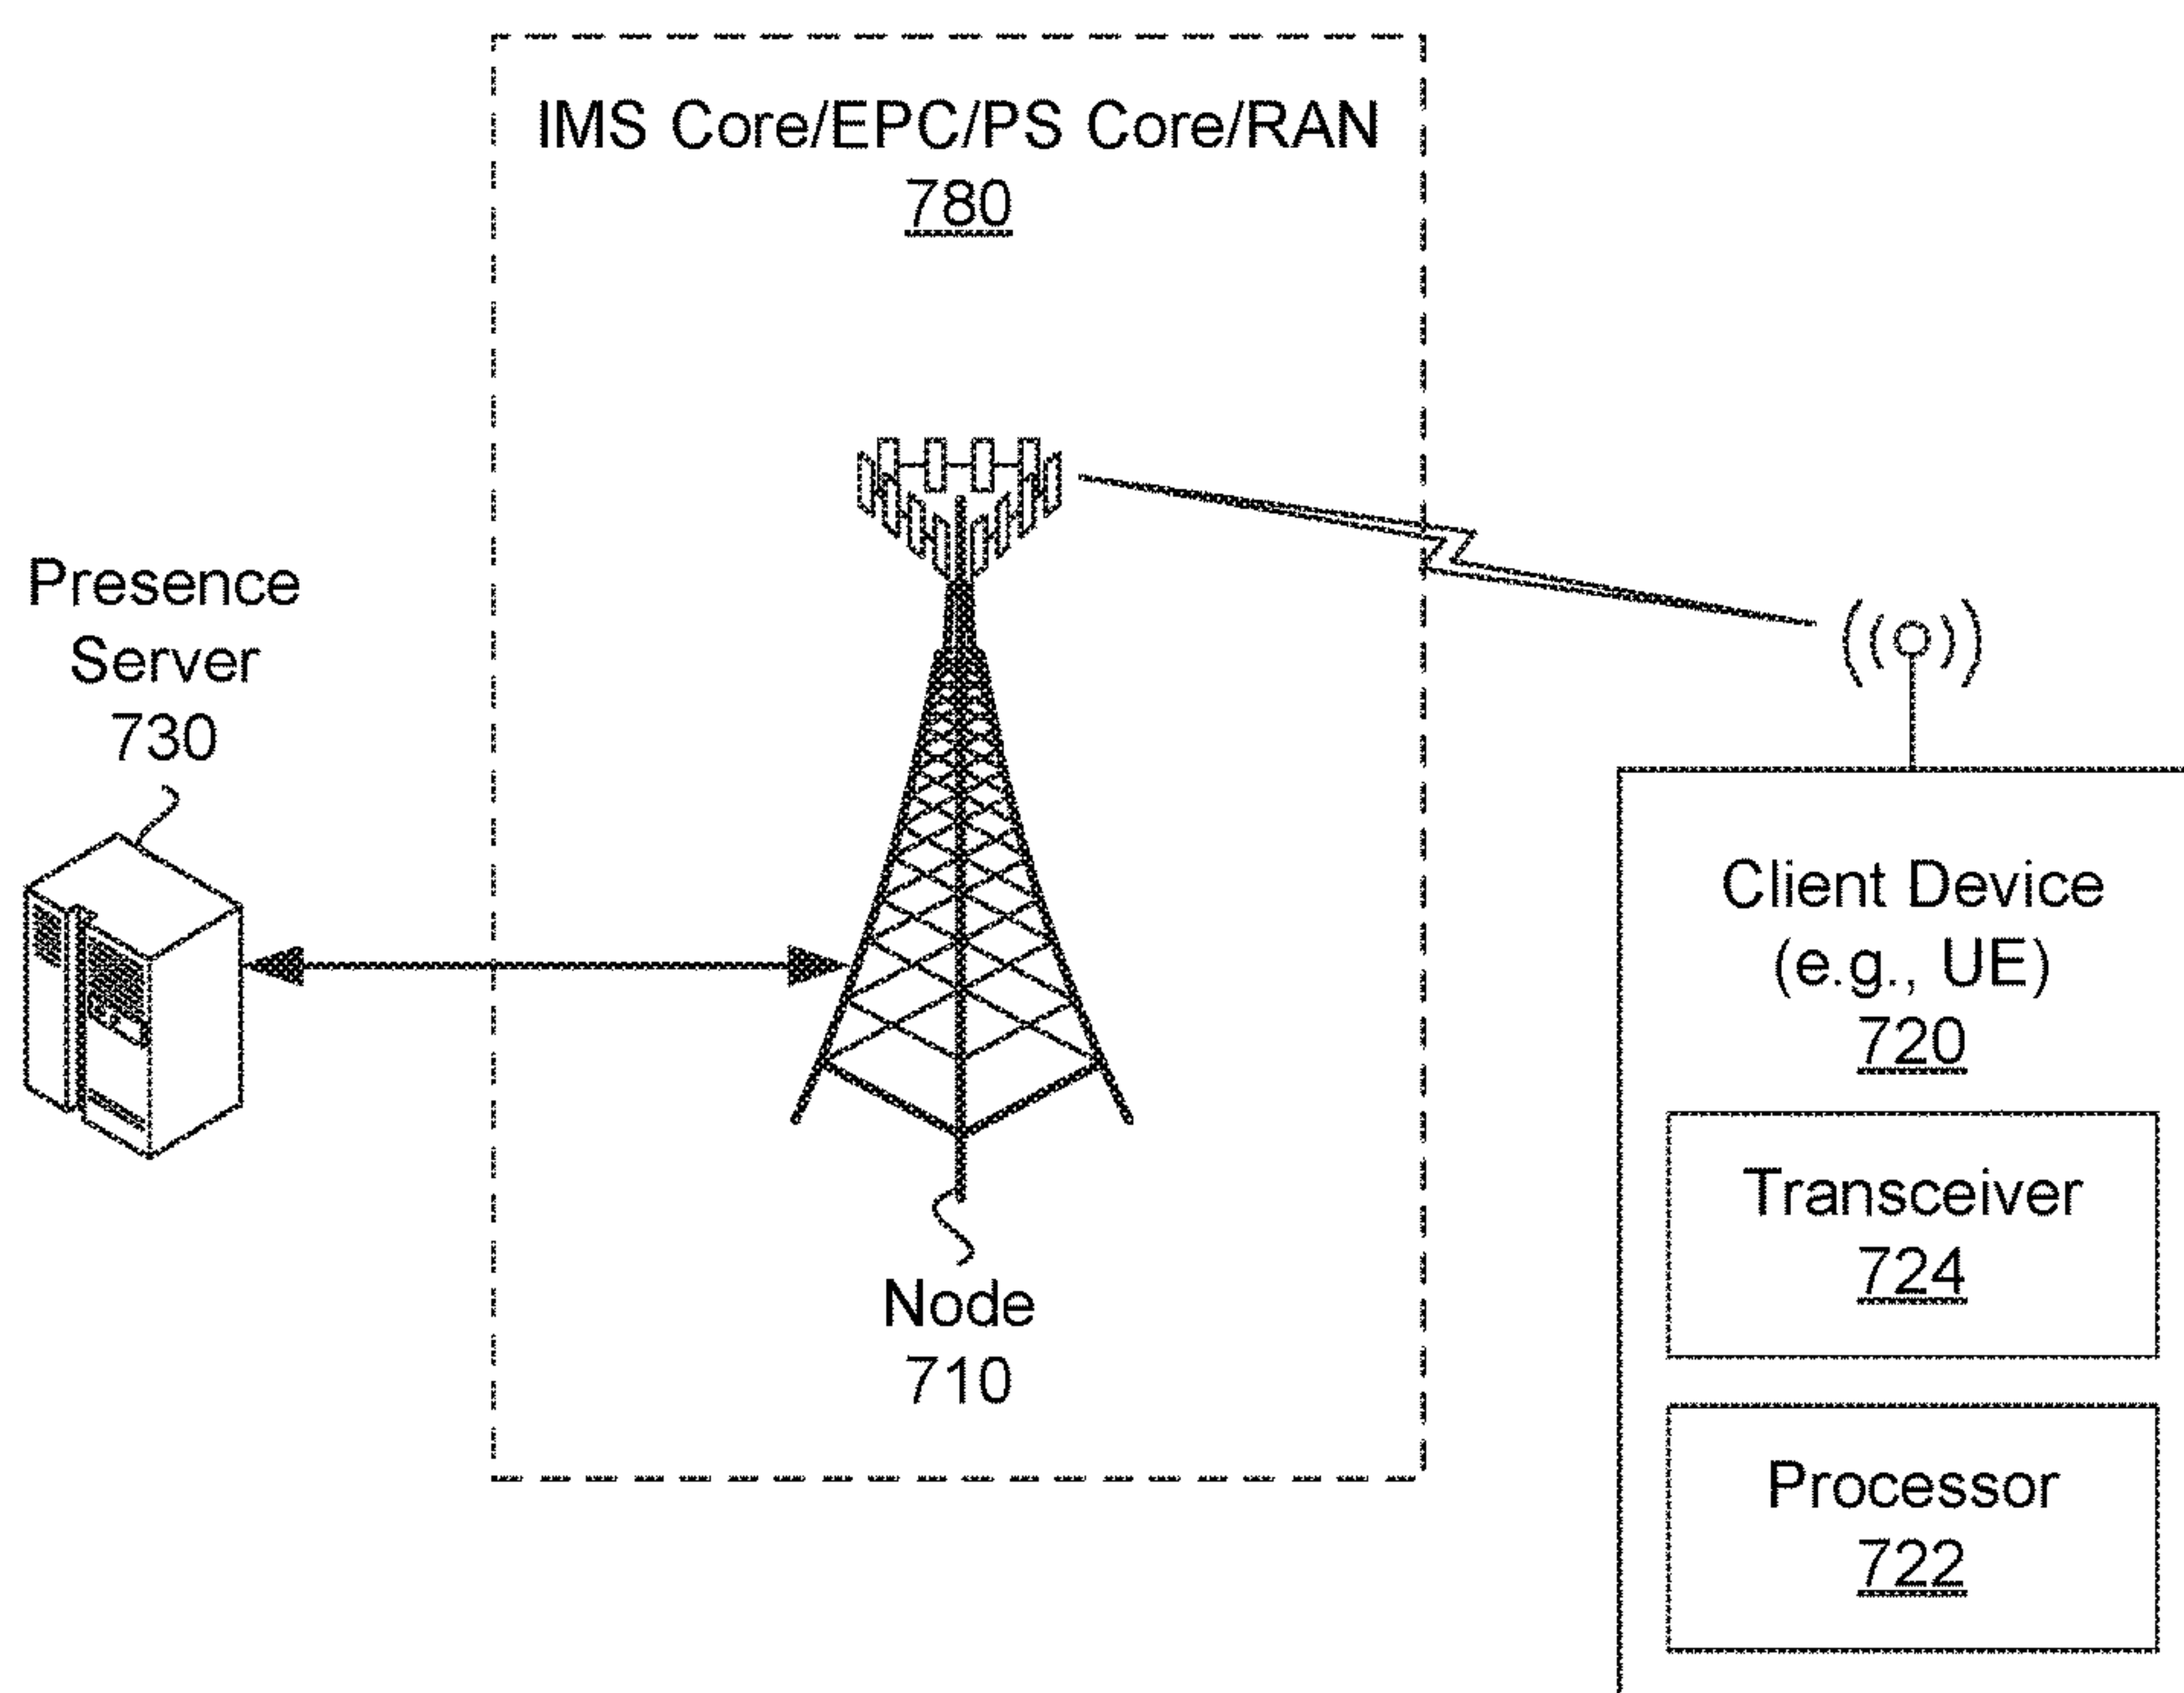 IMS Core/EPC/PS Core/RAN
780
Presence
Server
730
Node
710
Client Device
(e.g., UE)
720
Transceiver
724
Processor
722